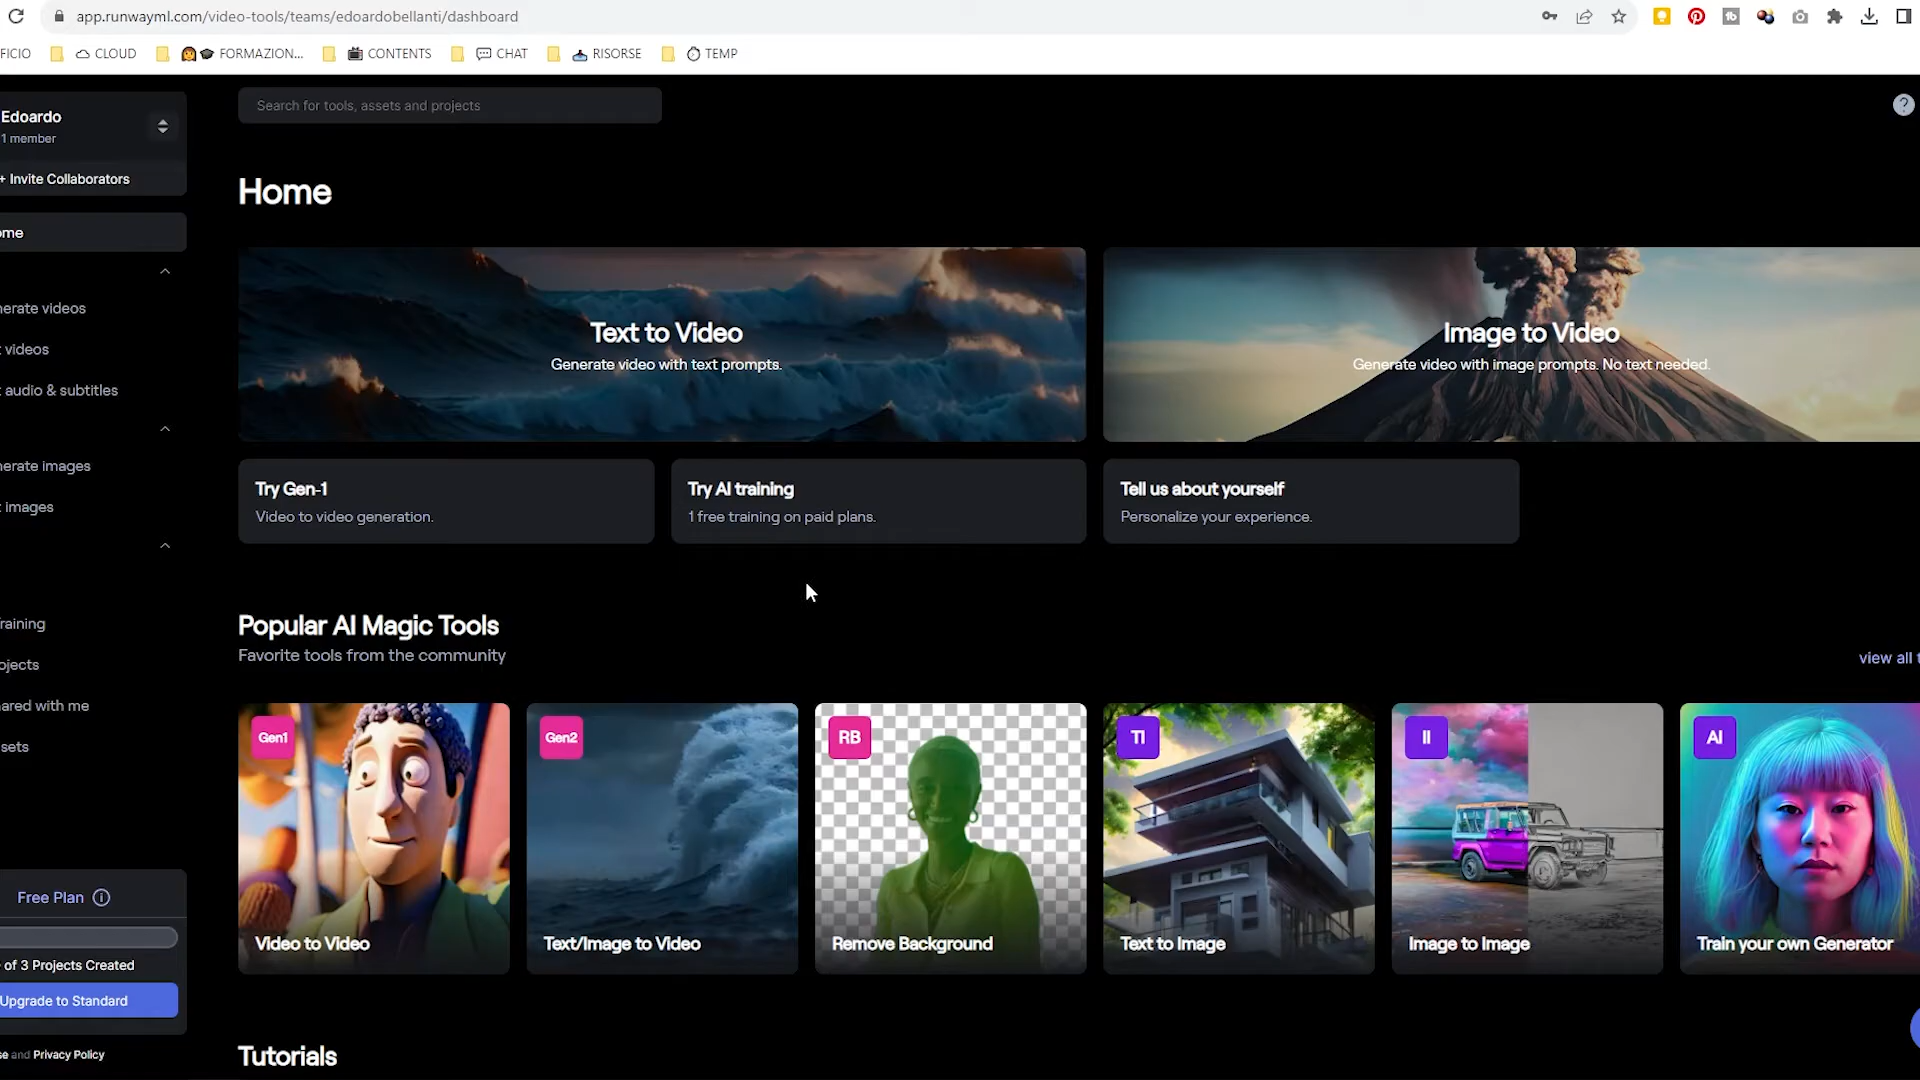 app.runwayml.com/video-tools/teams/edoardobellanti/dashboard
FICIO CLOUD FORMAZION... CONTENTS CHAT RISORSE TEMP
Edoardo
1 member
+ Invite Collaborators
ome
nerate videos
t videos
t audio & subtitles
nerate images
t images
raining
ojects
ared with me
sets
Free Plan
of 3 Projects Created
Upgrade to Standard
se and Privacy Policy
Search for tools, assets and projects
?
Home
Text to Video
Generate video with text prompts.
Image to Video
Generate video with image prompts. No text needed.
Try Gen-1
Video to video generation.
Try AI training
1 free training on paid plans.
Tell us about yourself
Personalize your experience.
Popular AI Magic Tools
Favorite tools from the community
view all t
Gen1
Video to Video
Gen2
Text/Image to Video
RB
Remove Background
TI
Text to Image
II
Image to Image
AI
Train your own Generator
Tutorials